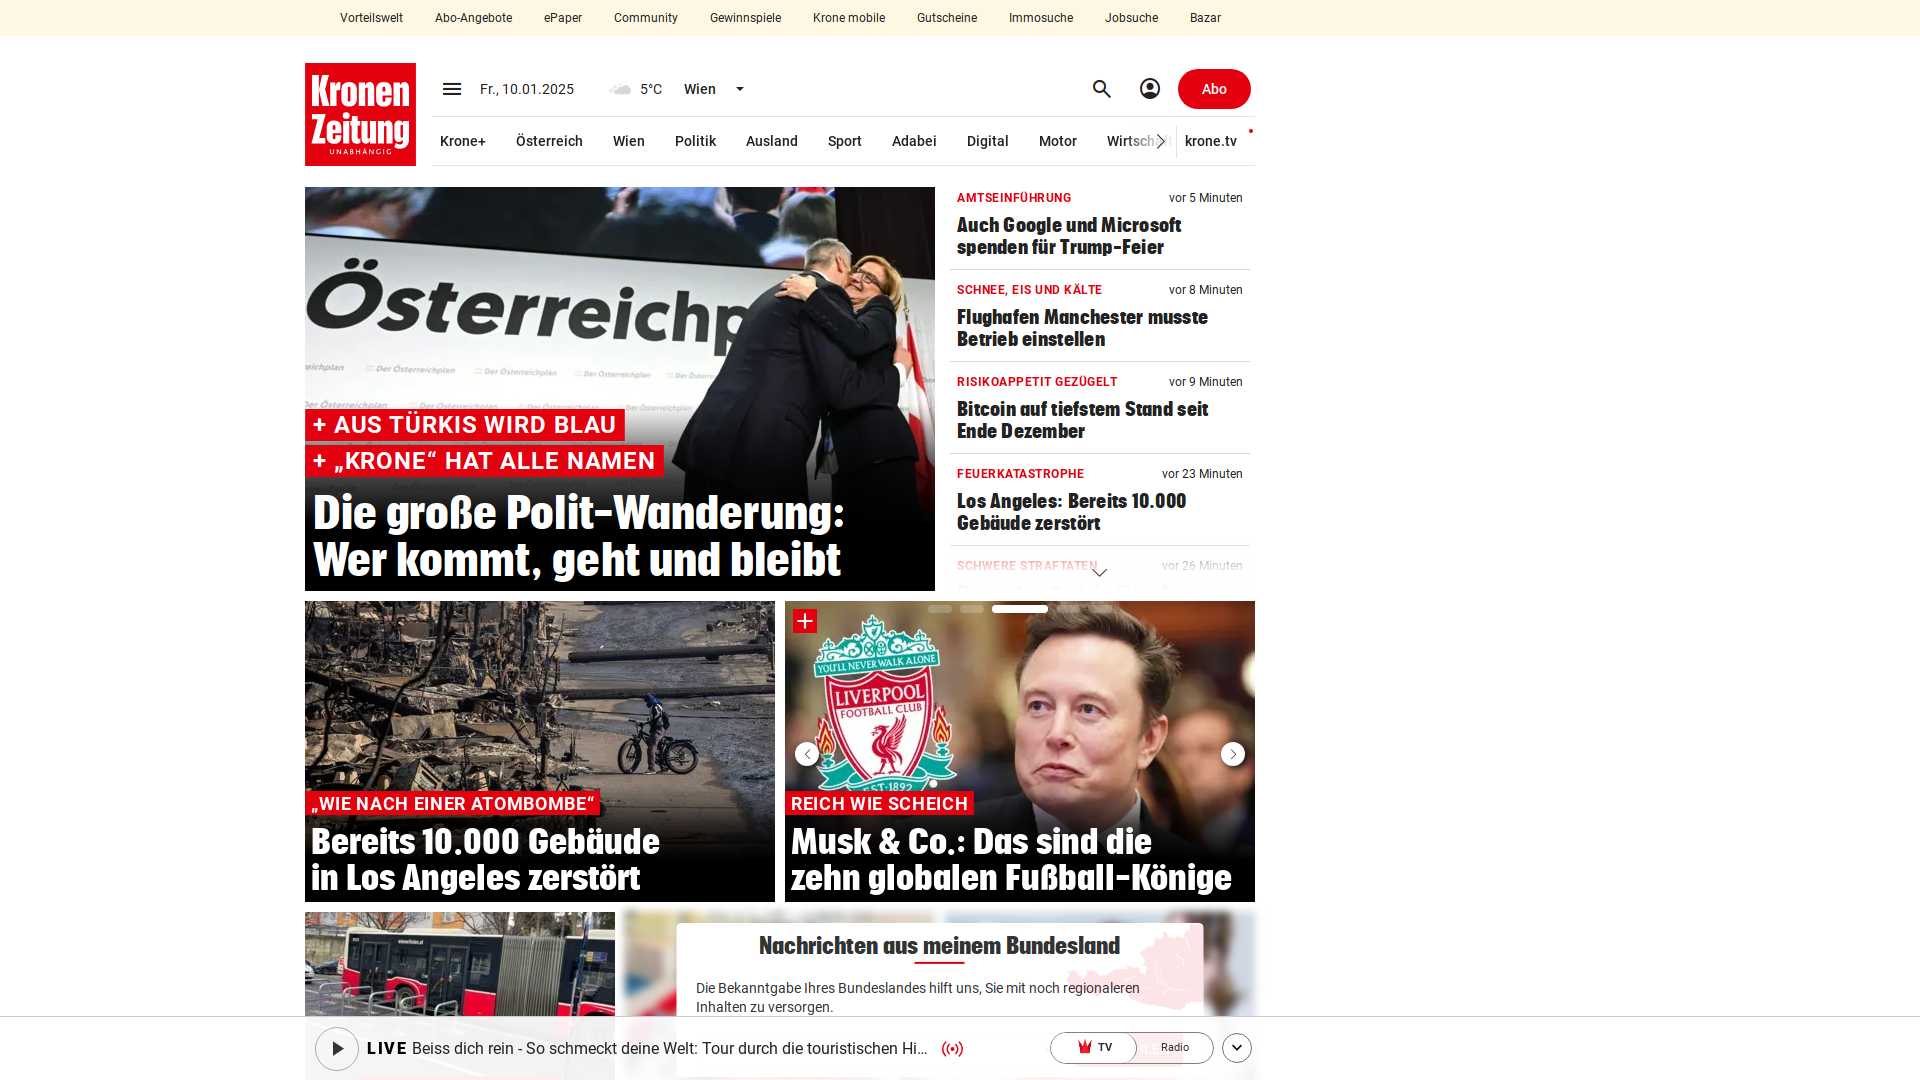 Vorteilswelt Abo-Angebote ePaper Community Gewinnspiele Krone mobile Gutscheine Immosuche Jobsuche Bazar
Kronen
Zeitung
UNABHÄNGIG
Fr., 10.01.2025 5°C Wien
Abo
Krone+ Österreich Wien Politik Ausland Sport Adabei Digital Motor Wirtschaft krone.tv
Österreichp
Der Österreichplan Der Österreichplan Der Österreichplan
+ AUS TÜRKIS WIRD BLAU
+ „KRONE“ HAT ALLE NAMEN
Die große Polit-Wanderung:
Wer kommt, geht und bleibt
AMTSEINFÜHRUNG vor 5 Minuten
Auch Google und Microsoft
spenden für Trump-Feier
SCHNEE, EIS UND KÄLTE vor 8 Minuten
Flughafen Manchester musste
Betrieb einstellen
RISIKOAPPETIT GEZÜGELT vor 9 Minuten
Bitcoin auf tiefstem Stand seit
Ende Dezember
FEUERKATASTROPHE vor 23 Minuten
Los Angeles: Bereits 10.000
Gebäude zerstört
SCHWERE STRAFTATEN vor 26 Minuten
„WIE NACH EINER ATOMBOMBE“
Bereits 10.000 Gebäude
in Los Angeles zerstört
YOU'LL NEVER WALK ALONE
LIVERPOOL
FOOTBALL CLUB
EST·1892
REICH WIE SCHEICH
Musk & Co.: Das sind die
zehn globalen Fußball-Könige
Nachrichten aus meinem Bundesland
Die Bekanntgabe Ihres Bundeslandes hilft uns, Sie mit noch regionaleren
Inhalten zu versorgen.
LIVE Beiss dich rein - So schmeckt deine Welt: Tour durch die touristischen Hi...
TV Radio